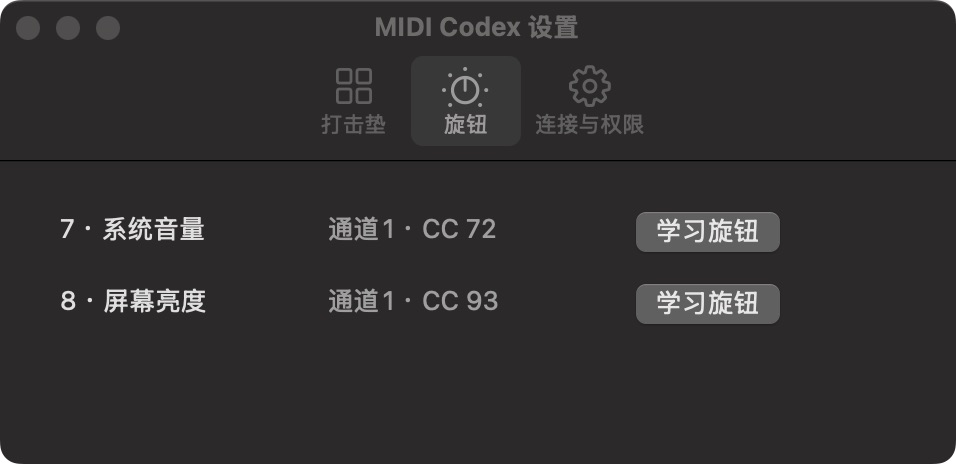 MIDI Codex 设置
打击垫 旋钮 连接与权限
7 · 系统音量 通道1 · CC 72 学习旋钮
8 · 屏幕亮度 通道1 · CC 93 学习旋钮